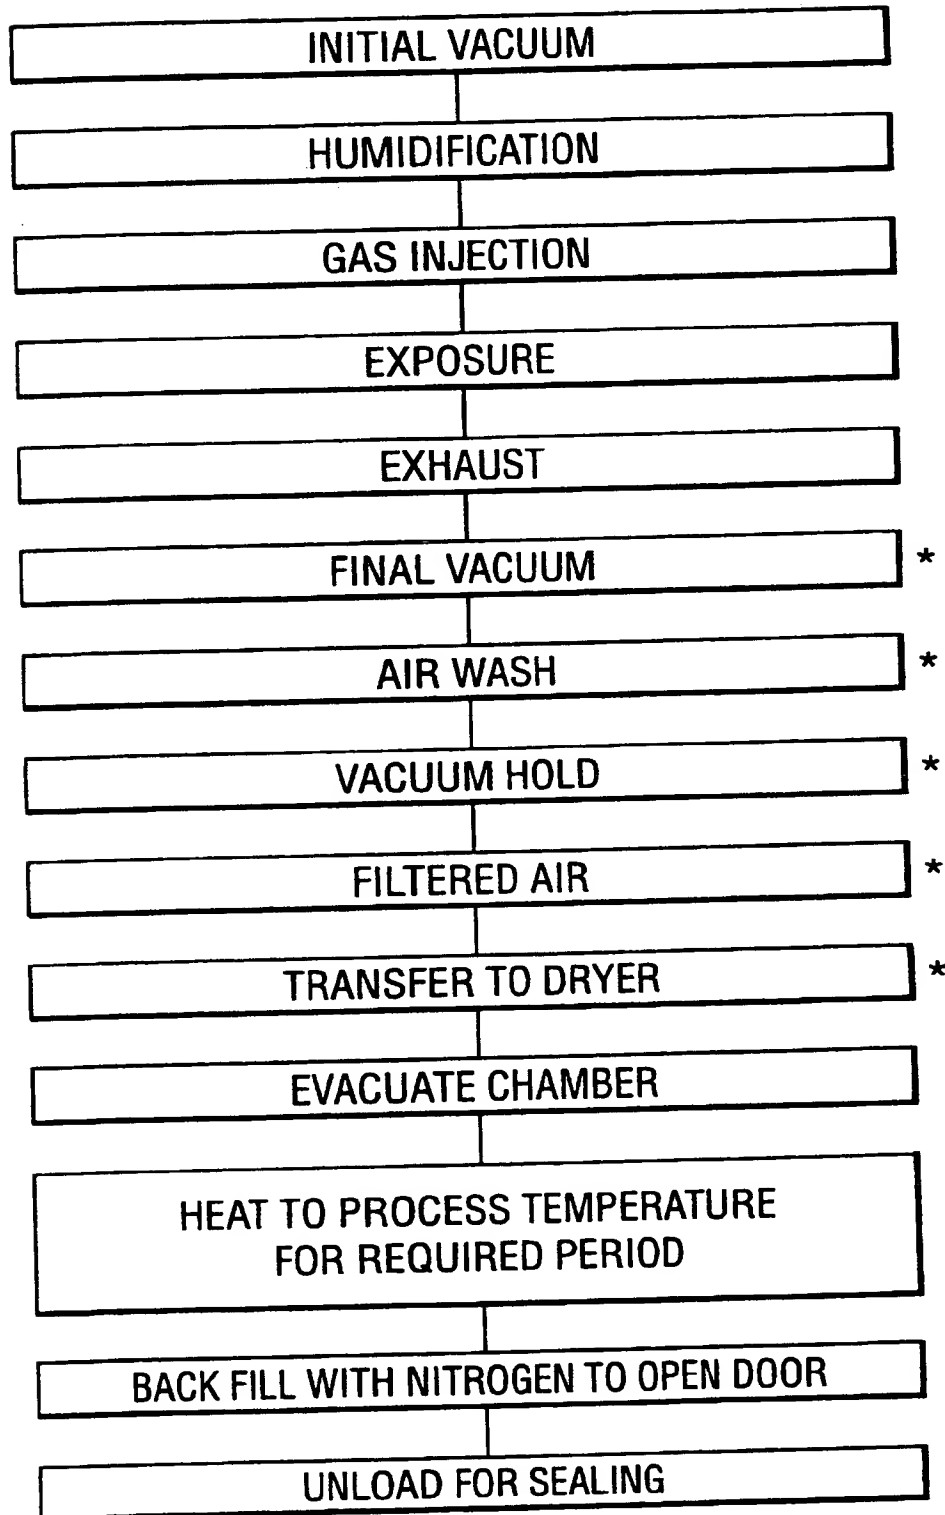 INITIAL VACUUM
HUMIDIFICATION
GAS INJECTION
EXPOSURE
EXHAUST
FINAL VACUUM *
AIR WASH *
VACUUM HOLD *
FILTERED AIR *
TRANSFER TO DRYER *
EVACUATE CHAMBER
HEAT TO PROCESS TEMPERATURE
FOR REQUIRED PERIOD
BACK FILL WITH NITROGEN TO OPEN DOOR
UNLOAD FOR SEALING